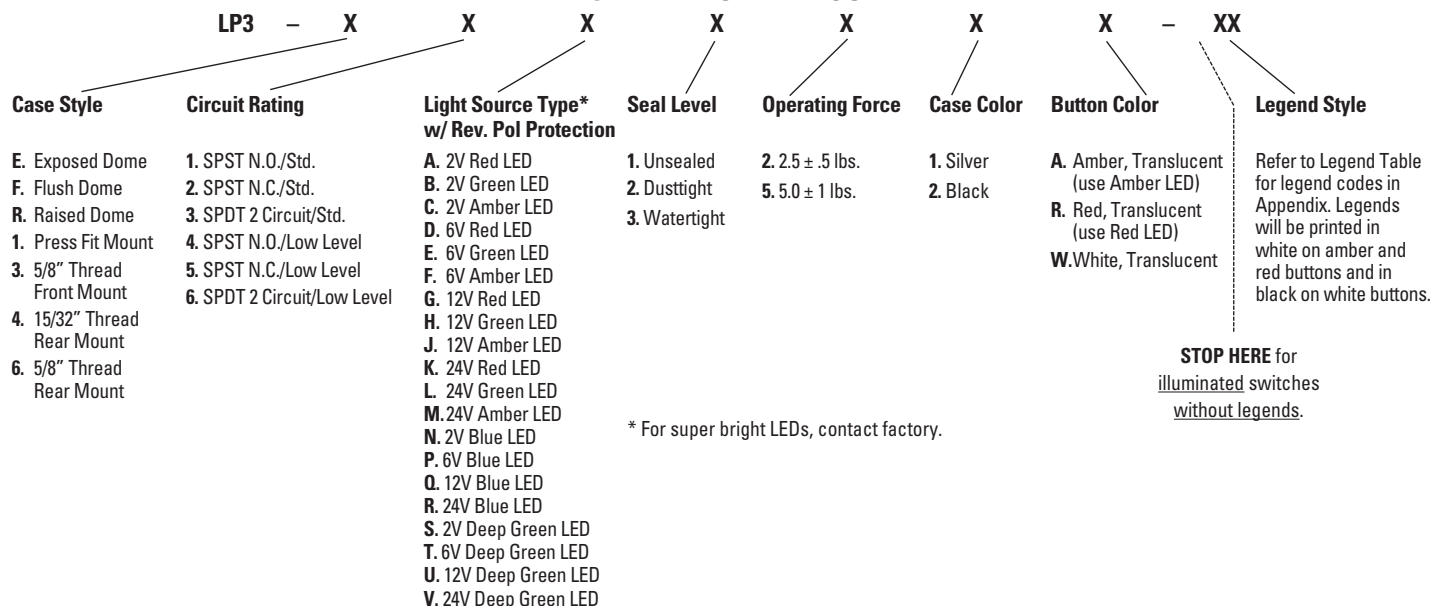 LP3 – X X X X X X X – XX
Case Style
E. Exposed Dome
F. Flush Dome
R. Raised Dome
1. Press Fit Mount
3. 5/8” Thread
Front Mount
4. 15/32” Thread
Rear Mount
6. 5/8” Thread
Rear Mount
Circuit Rating
1. SPST N.O./Std.
2. SPST N.C./Std.
3. SPDT 2 Circuit/Std.
4. SPST N.O./Low Level
5. SPST N.C./Low Level
6. SPDT 2 Circuit/Low Level
Light Source Type*
w/ Rev. Pol Protection
A. 2V Red LED
B. 2V Green LED
C. 2V Amber LED
D. 6V Red LED
E. 6V Green LED
F. 6V Amber LED
G. 12V Red LED
H. 12V Green LED
J. 12V Amber LED
K. 24V Red LED
L. 24V Green LED
M. 24V Amber LED
N. 2V Blue LED
P. 6V Blue LED
Q. 12V Blue LED
R. 24V Blue LED
S. 2V Deep Green LED
T. 6V Deep Green LED
U. 12V Deep Green LED
V. 24V Deep Green LED
Seal Level
1. Unsealed
2. Dusttight
3. Watertight
Operating Force
2. 2.5 ± .5 lbs.
5. 5.0 ± 1 lbs.
Case Color
1. Silver
2. Black
Button Color
A. Amber, Translucent
(use Amber LED)
R. Red, Translucent
(use Red LED)
W. White, Translucent
Legend Style
Refer to Legend Table
for legend codes in
Appendix. Legends
will be printed in
white on amber and
red buttons and in
black on white buttons.
STOP HERE for
illuminated switches
without legends.
* For super bright LEDs, contact factory.